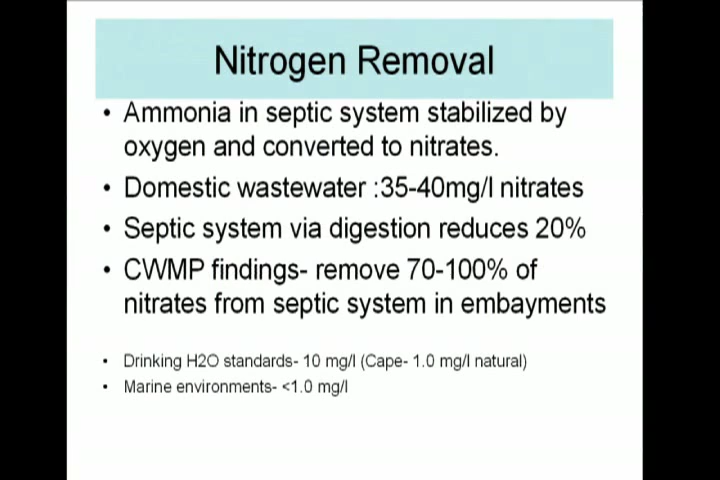 Nitrogen Removal
• Ammonia in septic system stabilized by
oxygen and converted to nitrates.
• Domestic wastewater :35-40mg/l nitrates
• Septic system via digestion reduces 20%
• CWMP findings- remove 70-100% of
nitrates from septic system in embayments
• Drinking H2O standards- 10 mg/l (Cape- 1.0 mg/l natural)
• Marine environments- <1.0 mg/l